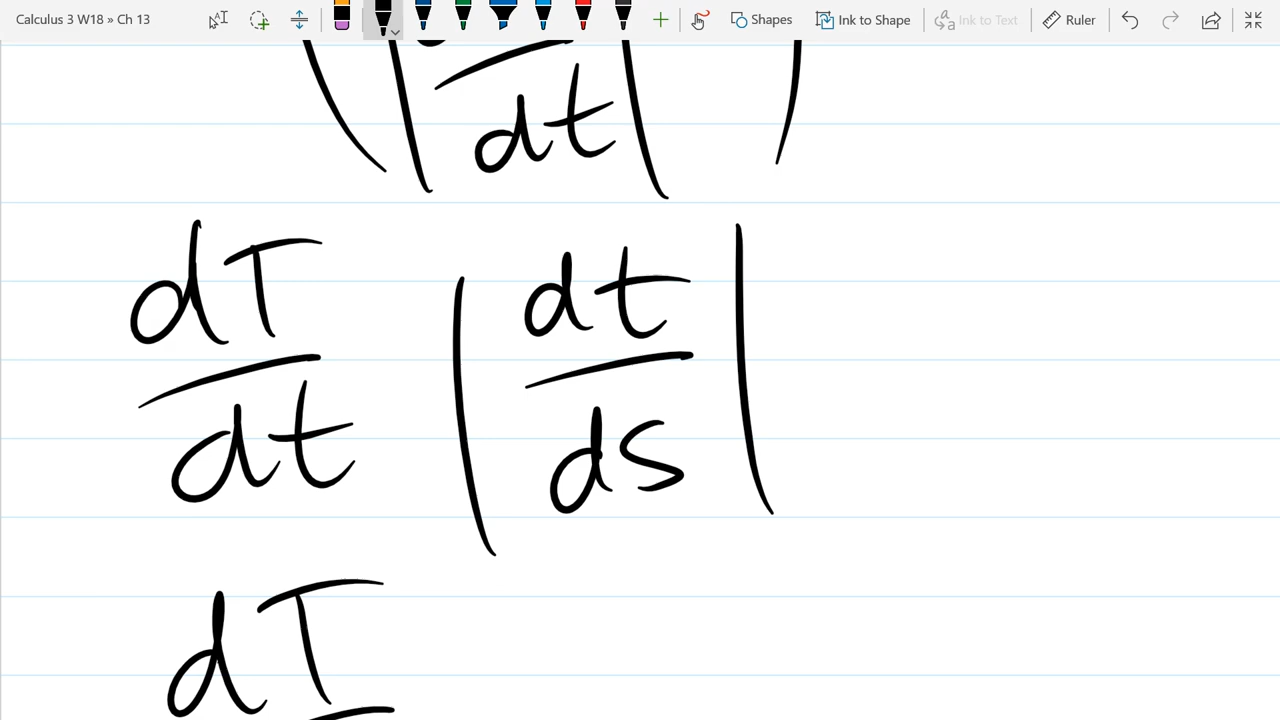 Calculus 3 W18 » Ch 13
Shapes
Ink to Shape
Ink to Text
Ruler
dt
dT
dt
dt
ds
dT